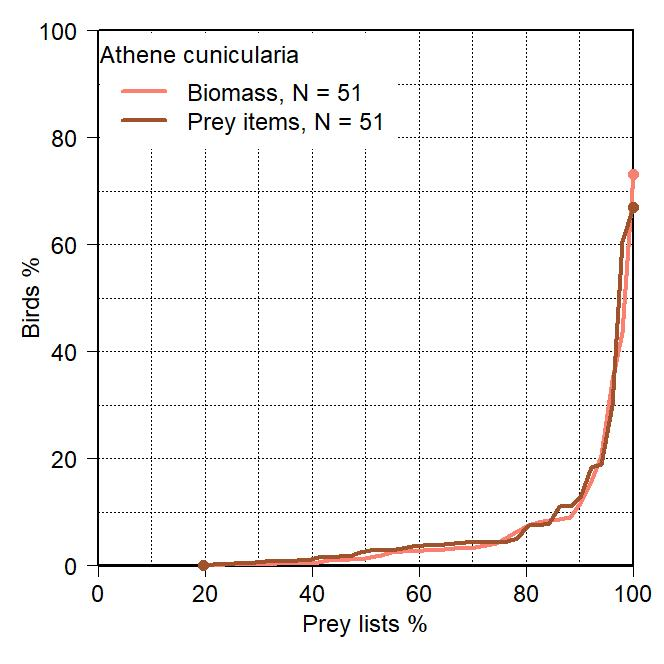 100
Athene cunicularia
Biomass, N = 51
Prey items, N = 51
80
60
Birds %
40
20
0
0 20 40 60 80 100
Prey lists %